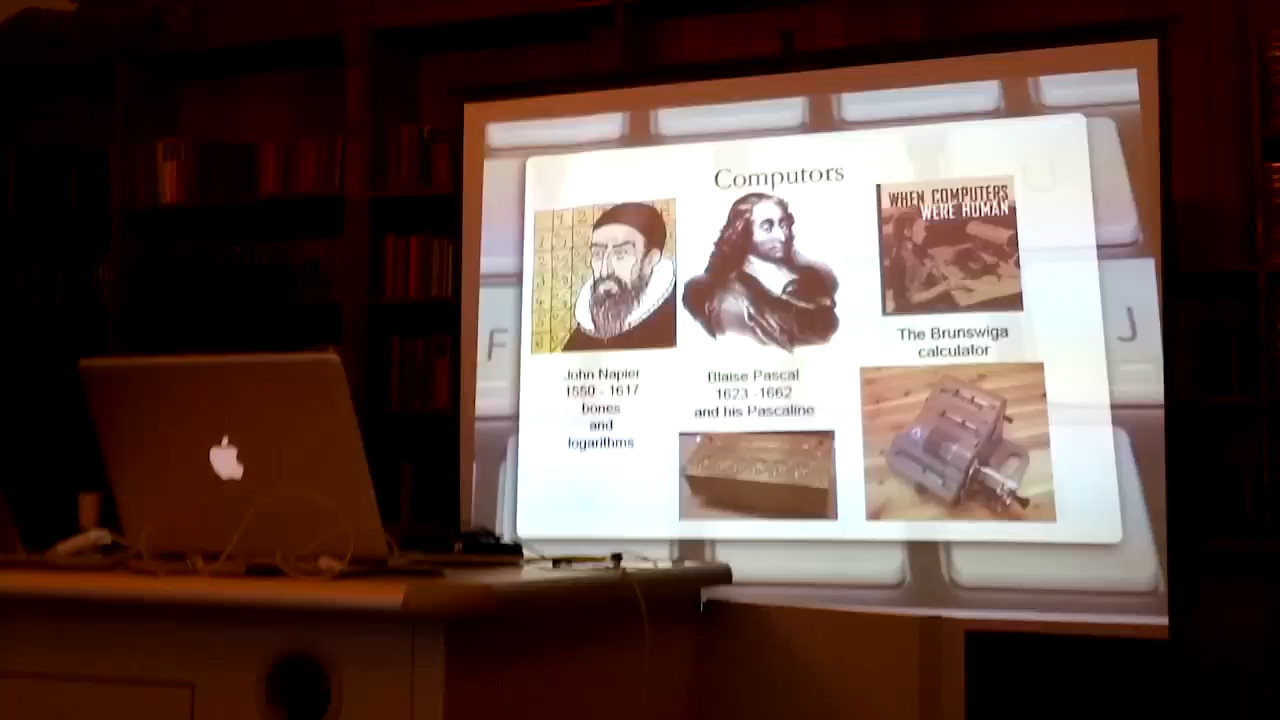 Computors
WHEN COMPUTERS
WERE HUMAN
John Napier
1550 - 1617
bones
and
logarithms
Blaise Pascal
1623 -1662
and his Pascaline
The Brunswiga
calculator
F
J
U